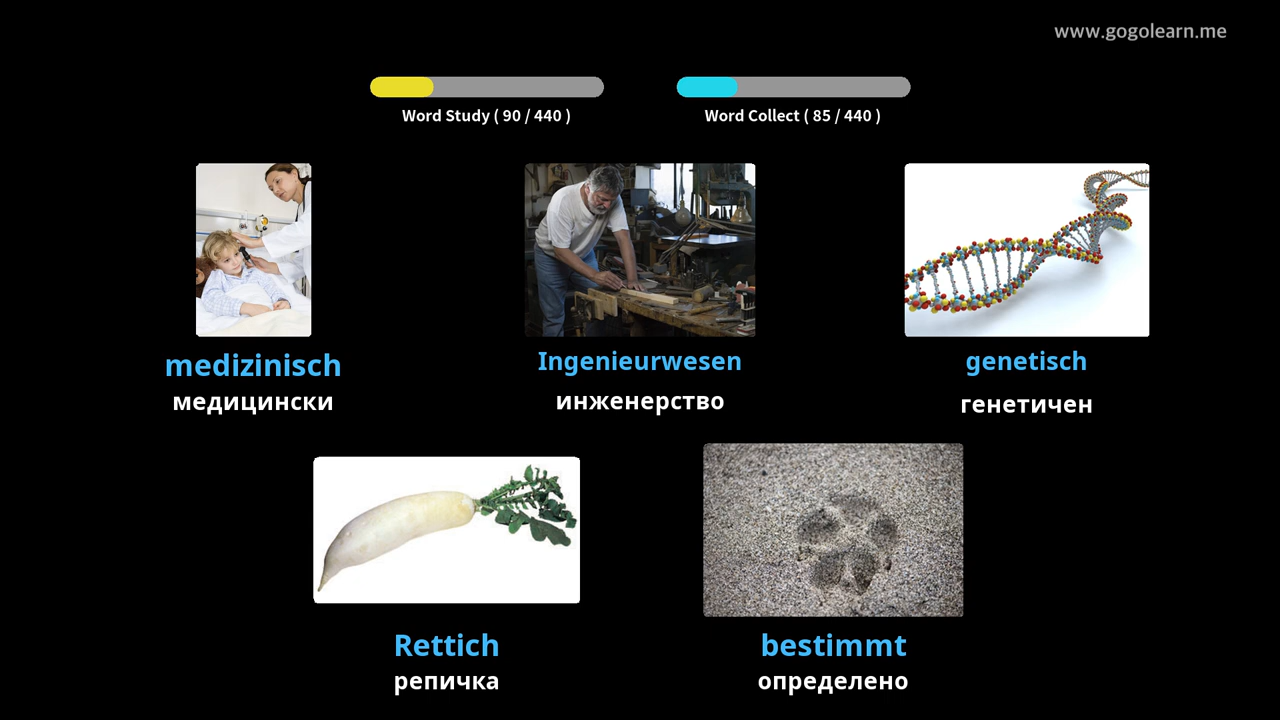 www.gogolearn.me
Word Study ( 90 / 440 )
Word Collect ( 85 / 440 )
medizinisch
медицински
Ingenieurwesen
инженерство
genetisch
генетичен
Rettich
репичка
bestimmt
определено